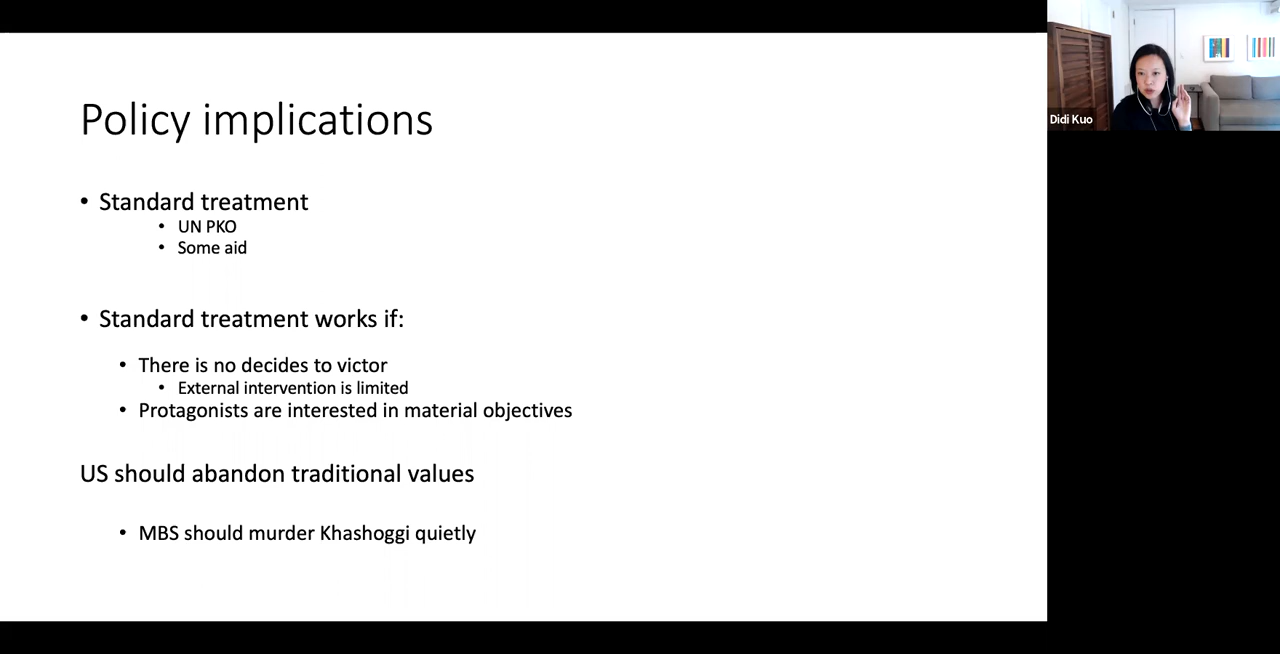 Policy implications
• Standard treatment
• UN PKO
• Some aid
• Standard treatment works if:
• There is no decides to victor
• External intervention is limited
• Protagonists are interested in material objectives
US should abandon traditional values
• MBS should murder Khashoggi quietly
Didi Kuo